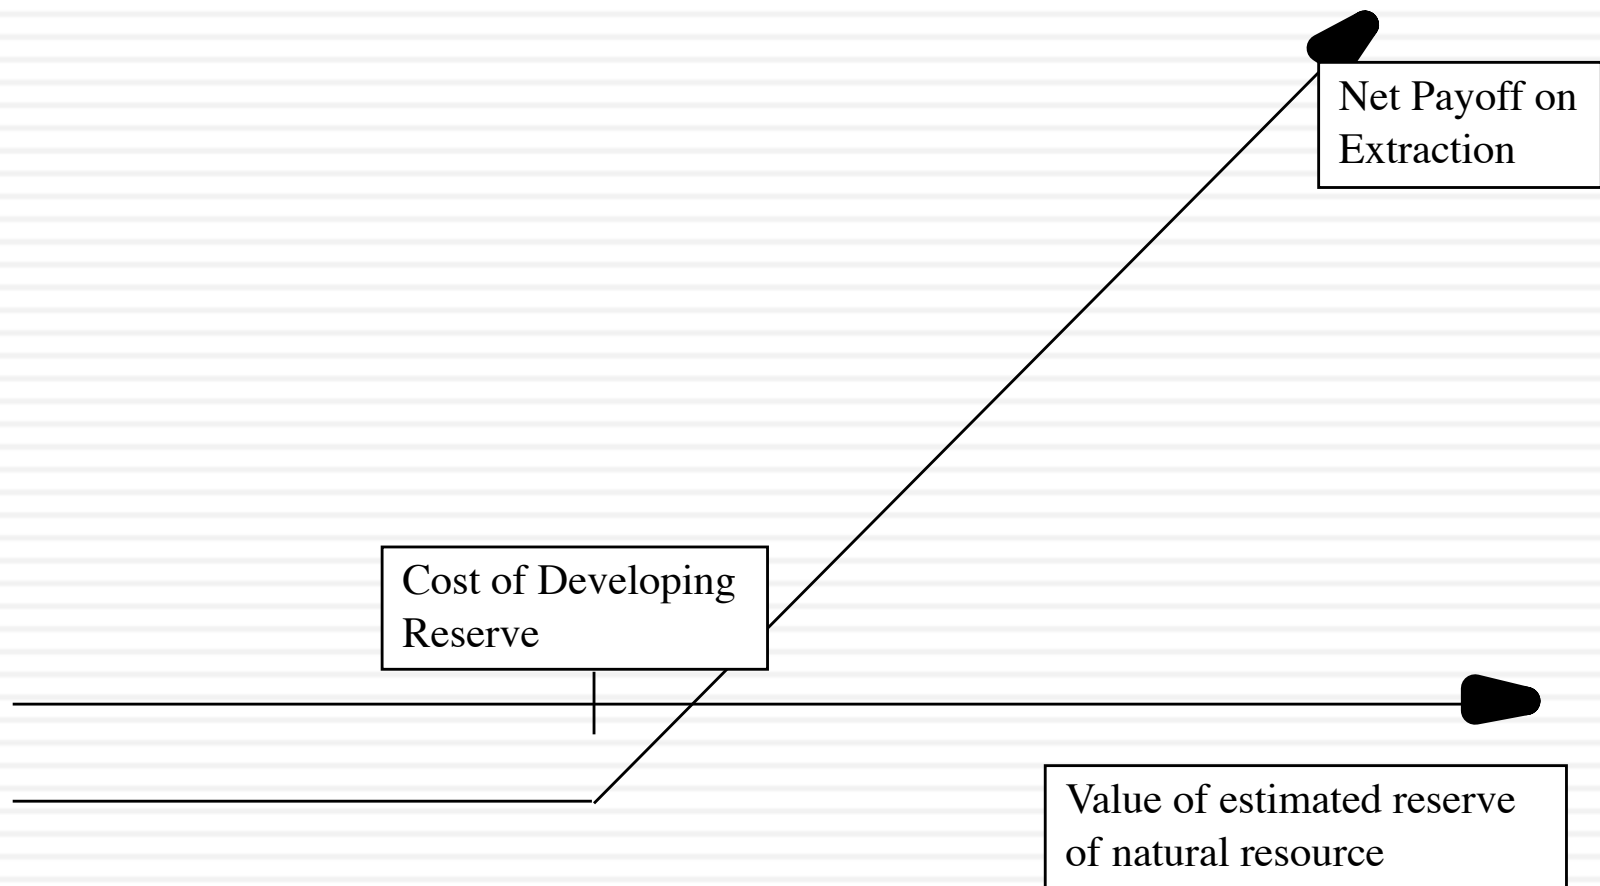 Net Payoff on
Extraction
Cost of Developing
Reserve
Value of estimated reserve
of natural resource